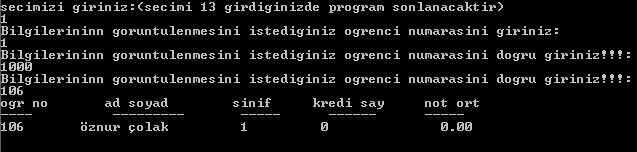 secimizi giriniz:(secimi 13 girdiginizde program sonlanacaktir)
1
Bilgilerininn goruntulenmesini istediginiz ogrenci numarasini giriniz:
1
Bilgilerininn goruntulenmesini istediginiz ogrenci numarasini dogru giriniz!!!:
1000
Bilgilerininn goruntulenmesini istediginiz ogrenci numarasini dogru giriniz!!!:
106
ogr no ad soyad sinif kredi say not ort
---- --------- ----- ------ -----
106 öznur çolak 1 0 0.00